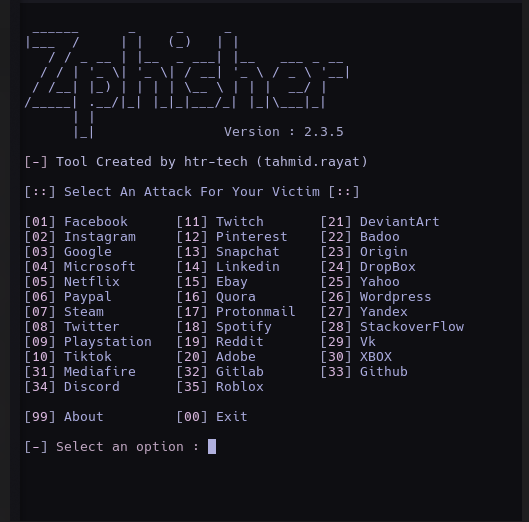 Zphisher
Version : 2.3.5
[-] Tool Created by htr-tech (tahmid.rayat)
[::] Select An Attack For Your Victim [::]
[01] Facebook [11] Twitch [21] DeviantArt
[02] Instagram [12] Pinterest [22] Badoo
[03] Google [13] Snapchat [23] Origin
[04] Microsoft [14] Linkedin [24] DropBox
[05] Netflix [15] Ebay [25] Yahoo
[06] Paypal [16] Quora [26] Wordpress
[07] Steam [17] Protonmail [27] Yandex
[08] Twitter [18] Spotify [28] StackoverFlow
[09] Playstation [19] Reddit [29] Vk
[10] Tiktok [20] Adobe [30] XBOX
[31] Mediafire [32] Gitlab [33] Github
[34] Discord [35] Roblox
[99] About [00] Exit
[-] Select an option :